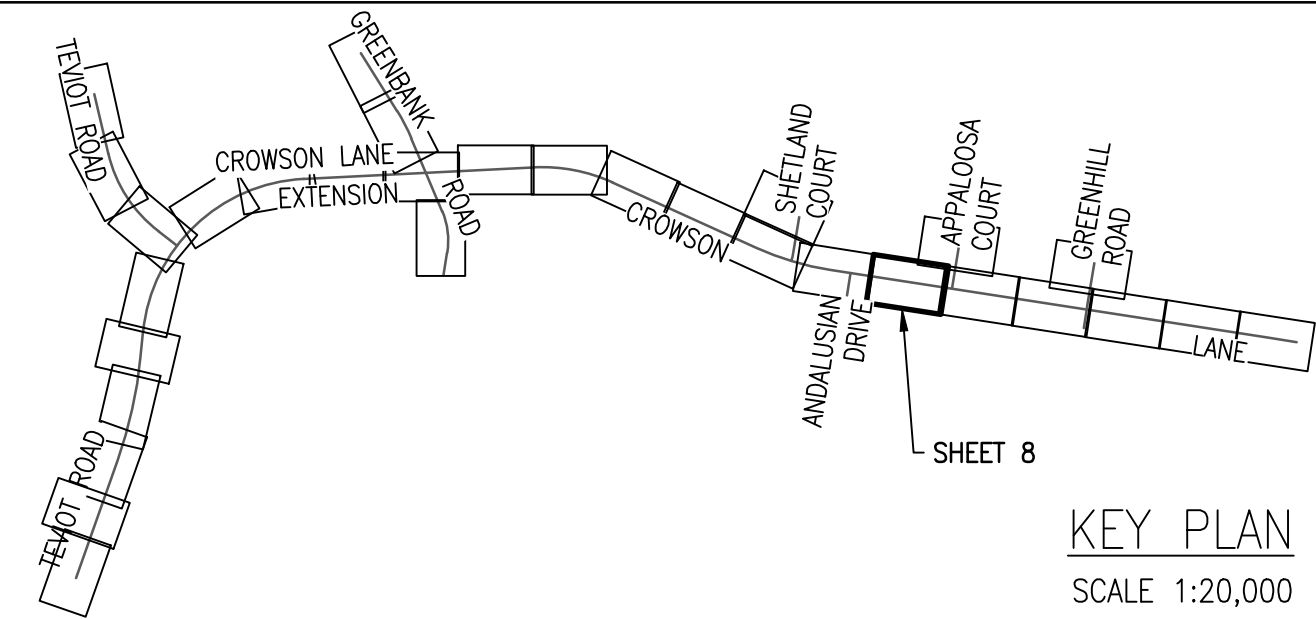 TEVIOT ROAD
GREENBANK
ROAD
CROWSON LANE
EXTENSION
CROWSON
SHETLAND
COURT
ANDALUSIAN
DRIVE
APPALOOSA
COURT
GREENHILL
ROAD
LANE
TEVIOT ROAD
SHEET 8
KEY PLAN
SCALE 1:20,000